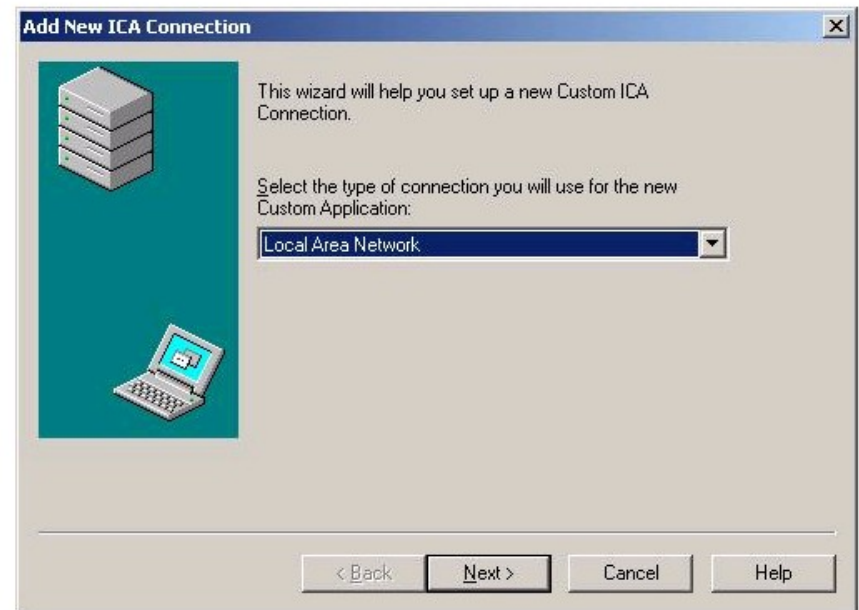 Add New ICA Connection
This wizard will help you set up a new Custom ICA
Connection.
Select the type of connection you will use for the new
Custom Application:
Local Area Network
< Back
Next >
Cancel
Help